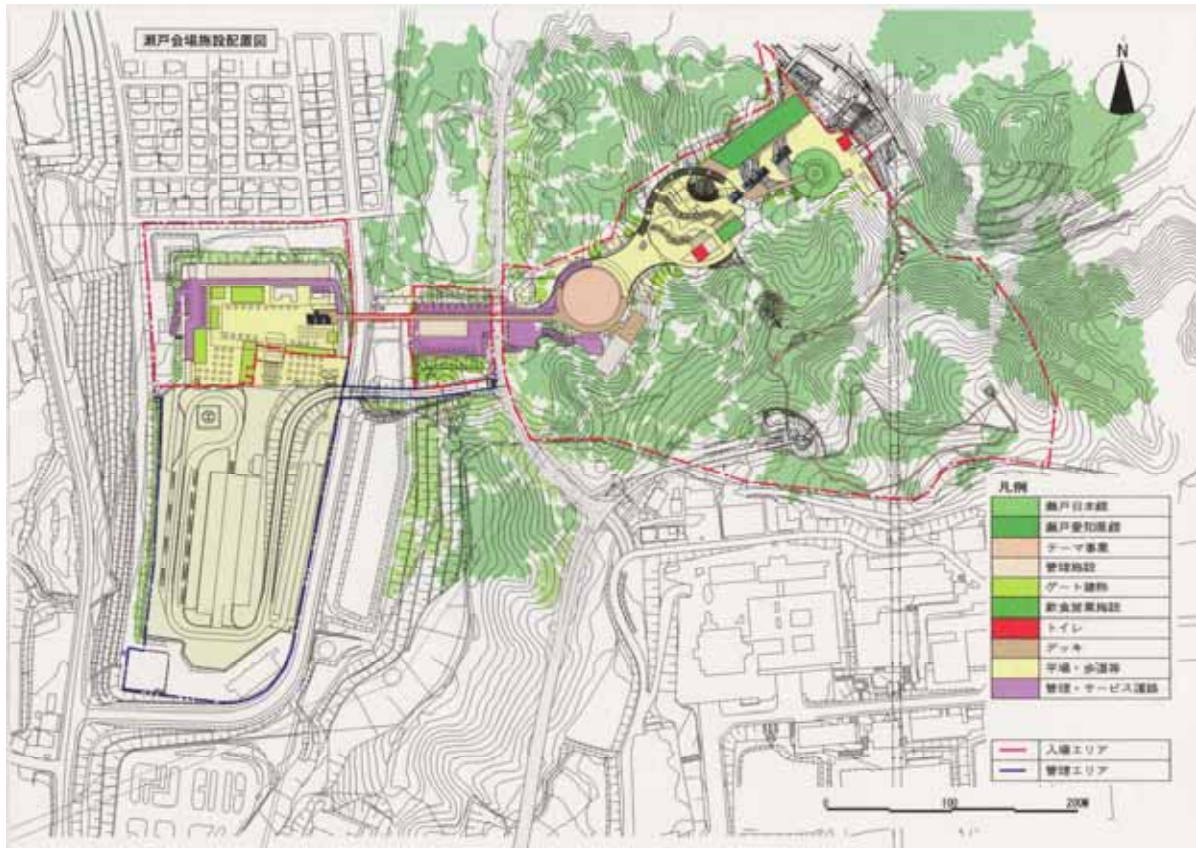 瀬戸会場施設配置図
N
凡例
瀬戸日本館
瀬戸愛知県館
テーマ事業
管理施設
ゲート建物
飲食営業施設
トイレ
デッキ
平場・歩道等
管理・サービス道路
入場エリア
管理エリア
0 100 200M